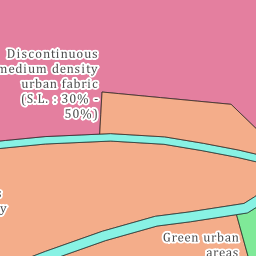 Discontinuous
medium density
urban fabric
(S.L. : 30% -
50%)
Green urban
areas